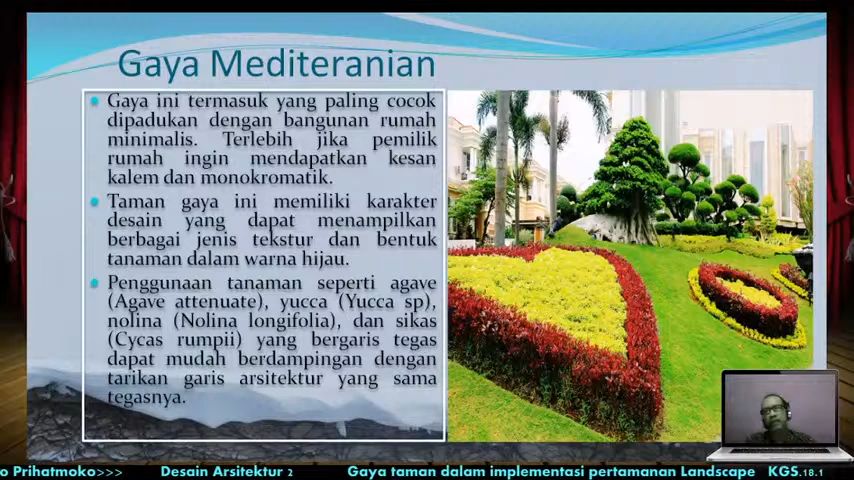 Gaya Mediteranian
Gaya ini termasuk yang paling cocok
dipadukan dengan bangunan rumah
minimalis. Terlebih jika pemilik
rumah ingin mendapatkan kesan
kalem dan monokromatik.
Taman gaya ini memiliki karakter
desain yang dapat menampilkan
berbagai jenis tekstur dan bentuk
tanaman dalam warna hijau.
Penggunaan tanaman seperti agave
(Agave attenuate), yucca (Yucca sp),
nolina (Nolina longifolia), dan sikas
(Cycas rumpii) yang bergaris tegas
dapat mudah berdampingan dengan
tarikan garis arsitektur yang sama
tegasnya.
o Prihatmoko>>> Desain Arsitektur 2 Gaya taman dalam implementasi pertamanan Landscape KGS.18.1